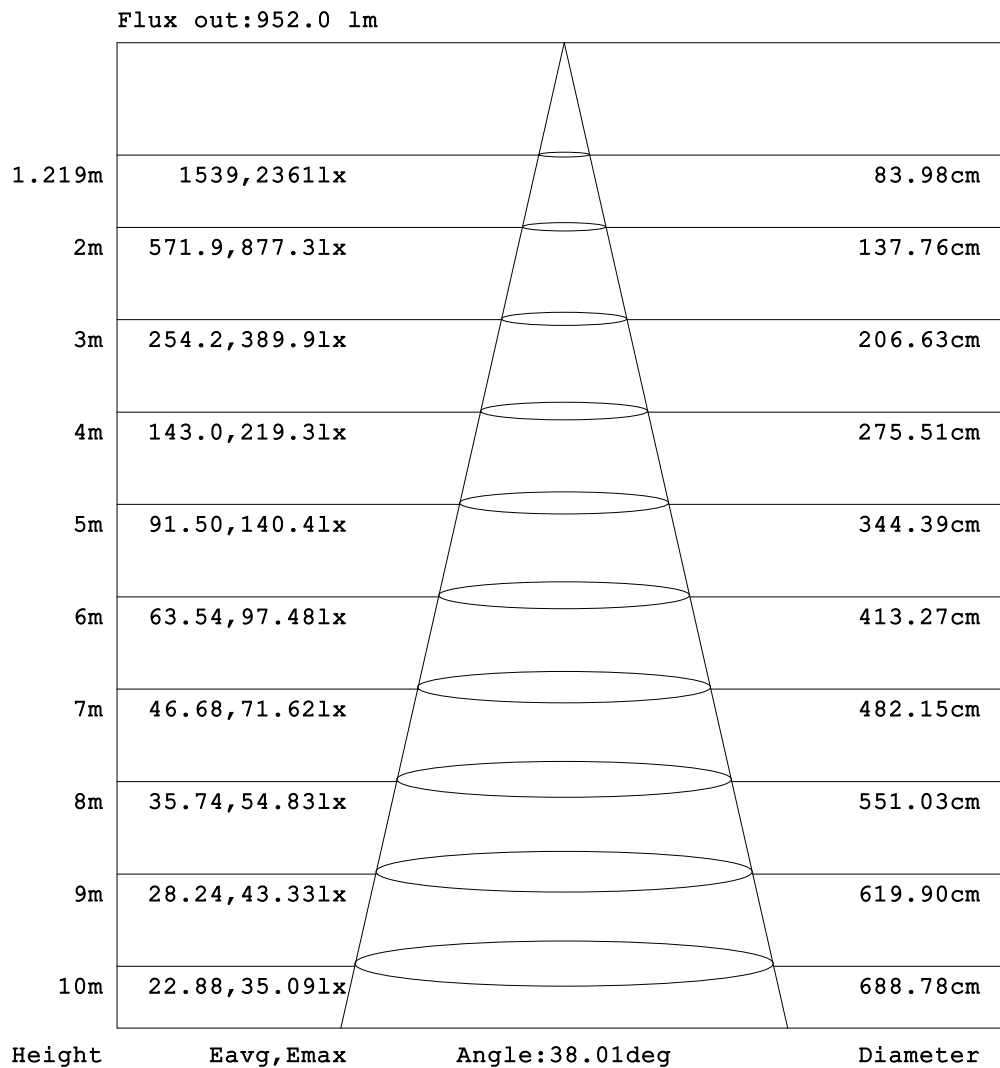 Flux out:952.0 lm
1.219m 1539,2361lx 83.98cm
2m 571.9,877.3lx 137.76cm
3m 254.2,389.9lx 206.63cm
4m 143.0,219.3lx 275.51cm
5m 91.50,140.4lx 344.39cm
6m 63.54,97.48lx 413.27cm
7m 46.68,71.62lx 482.15cm
8m 35.74,54.83lx 551.03cm
9m 28.24,43.33lx 619.90cm
10m 22.88,35.09lx 688.78cm
Height Eavg,Emax Angle:38.01deg Diameter